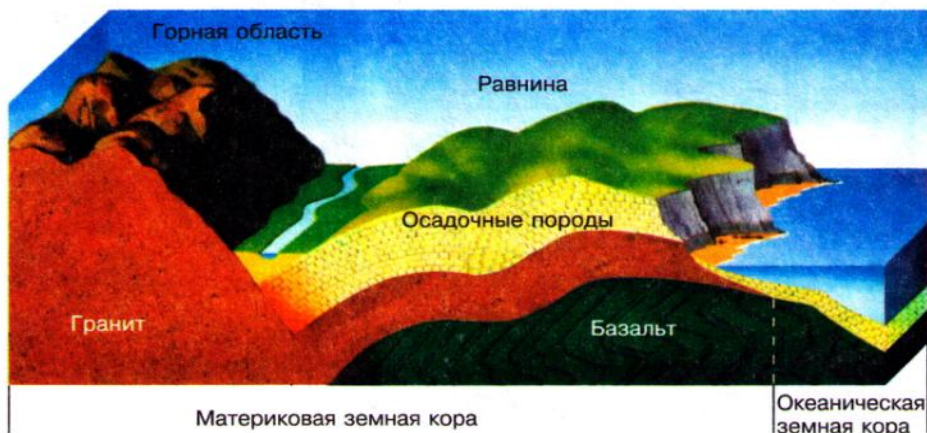 Горная область
Равнина
Осадочные породы
Гранит
Базальт
Материковая земная кора
Океаническая
земная кора